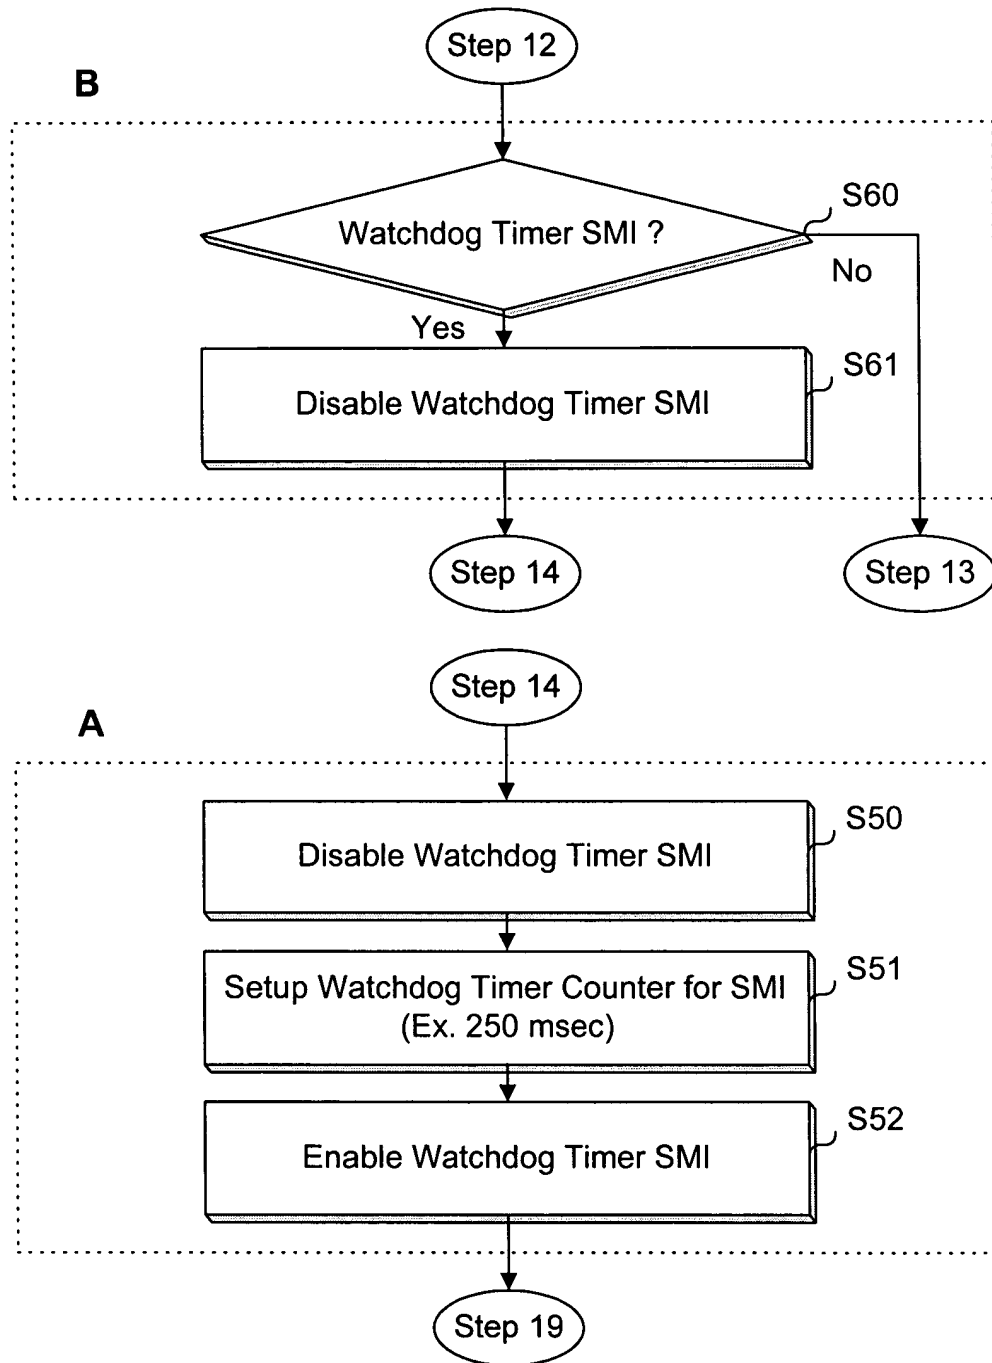 Step 12
B
Watchdog Timer SMI ?
S60
No
Yes
Disable Watchdog Timer SMI
S61
Step 14
Step 13
Step 14
A
Disable Watchdog Timer SMI
S50
Setup Watchdog Timer Counter for SMI
(Ex. 250 msec)
S51
Enable Watchdog Timer SMI
S52
Step 19